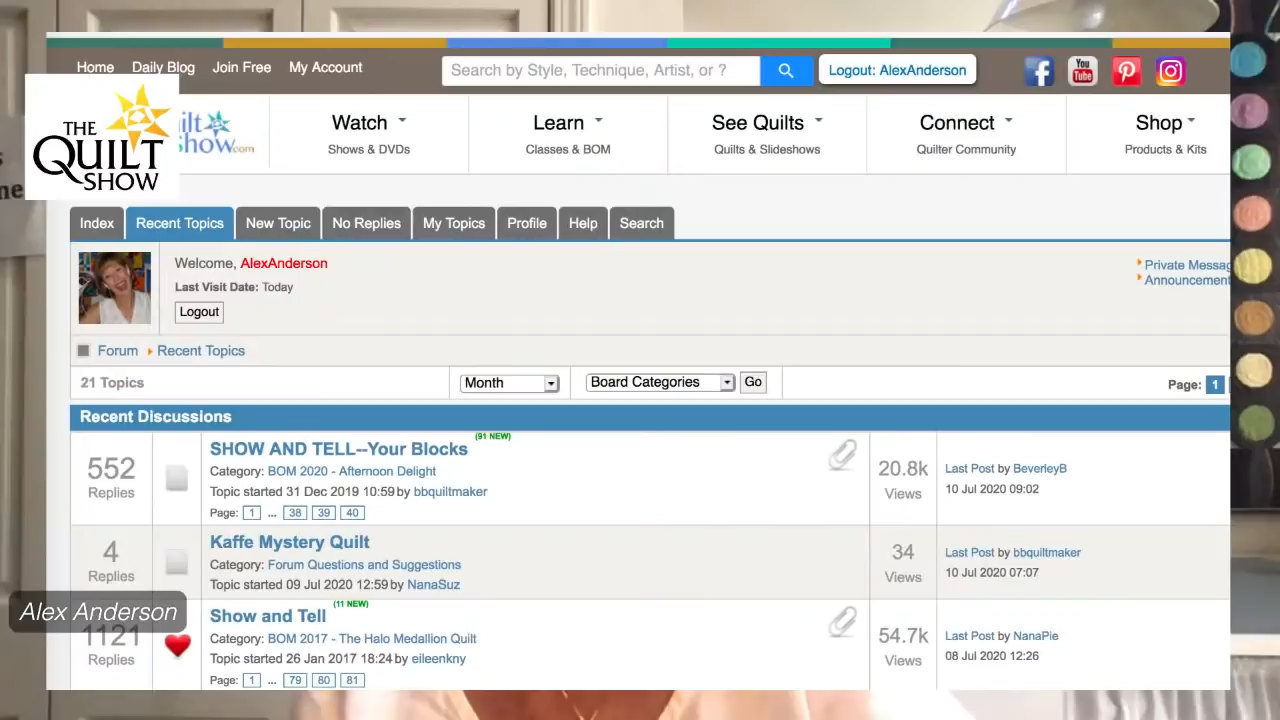 Home Daily Blog Join Free My Account
Search by Style, Technique, Artist, or ?
Logout: AlexAnderson
You
Tube
THE
QUILT
SHOW
ilt
how.com
Watch
Shows & DVDs
Learn
Classes & BOM
See Quilts
Quilts & Slideshows
Connect
Quilter Community
Shop
Products & Kits
Index Recent Topics New Topic No Replies My Topics Profile Help Search
Welcome, AlexAnderson
Last Visit Date: Today
Logout
Private Messag
Announcement
Forum Recent Topics
21 Topics
Month
Board Categories
Go
Page: 1
Recent Discussions
552
Replies
SHOW AND TELL--Your Blocks (91 NEW)
Category: BOM 2020 - Afternoon Delight
Topic started 31 Dec 2019 10:59 by bbquiltmaker
Page: 1 ... 38 39 40
20.8k
Views
Last Post by BeverleyB
10 Jul 2020 09:02
4
Replies
Kaffe Mystery Quilt
Category: Forum Questions and Suggestions
Topic started 09 Jul 2020 12:59 by NanaSuz
34
Views
Last Post by bbquiltmaker
10 Jul 2020 07:07
Alex Anderson
1121
Replies
Show and Tell (11 NEW)
Category: BOM 2017 - The Halo Medallion Quilt
Topic started 26 Jan 2017 18:24 by eileenkny
Page: 1 ... 79 80 81
54.7k
Views
Last Post by NanaPie
08 Jul 2020 12:26